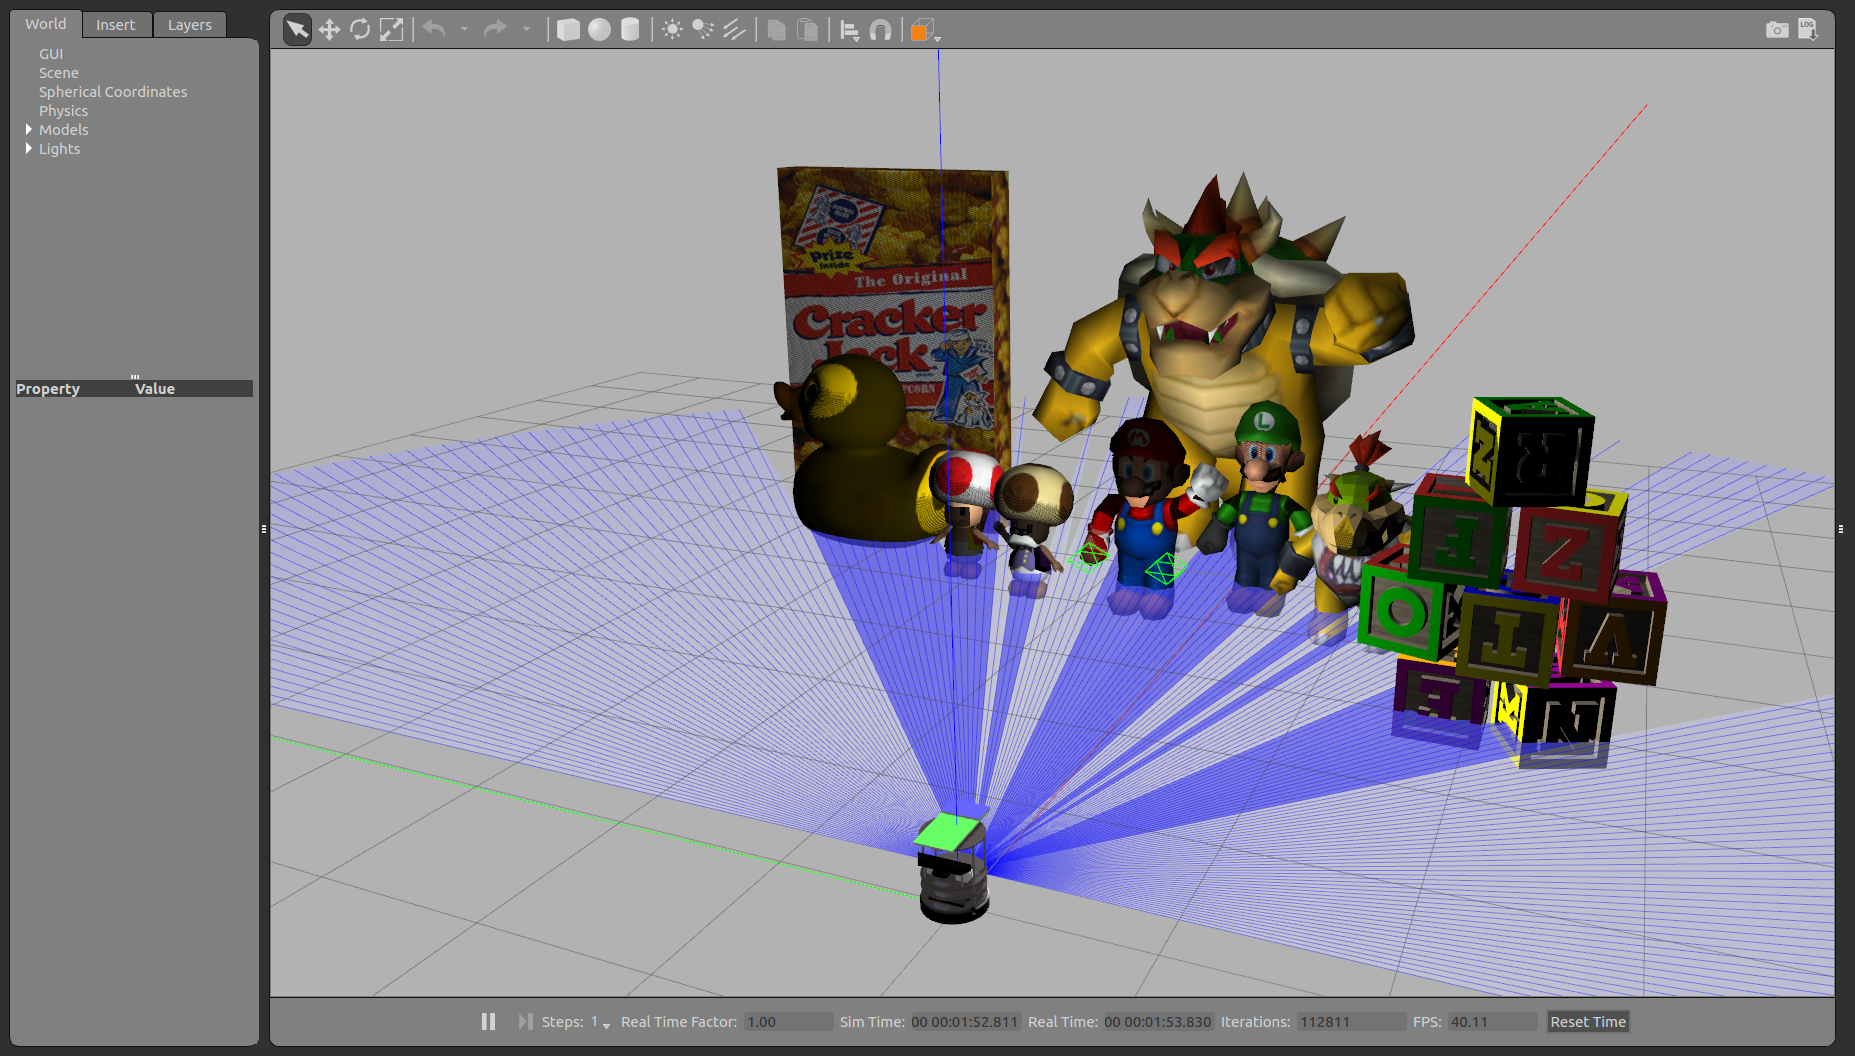 World
Insert
Layers
GUI
Scene
Spherical Coordinates
Physics
Models
Lights
Property Value
LOG
Prize
Inside
The Original
Cracker
Jack
M
L
Z
Z
O
T
V
N
Steps: 1
Real Time Factor: 1.00
Sim Time: 00 00:01:52.811
Real Time: 00 00:01:53.830
Iterations: 112811
FPS: 40.11
Reset Time